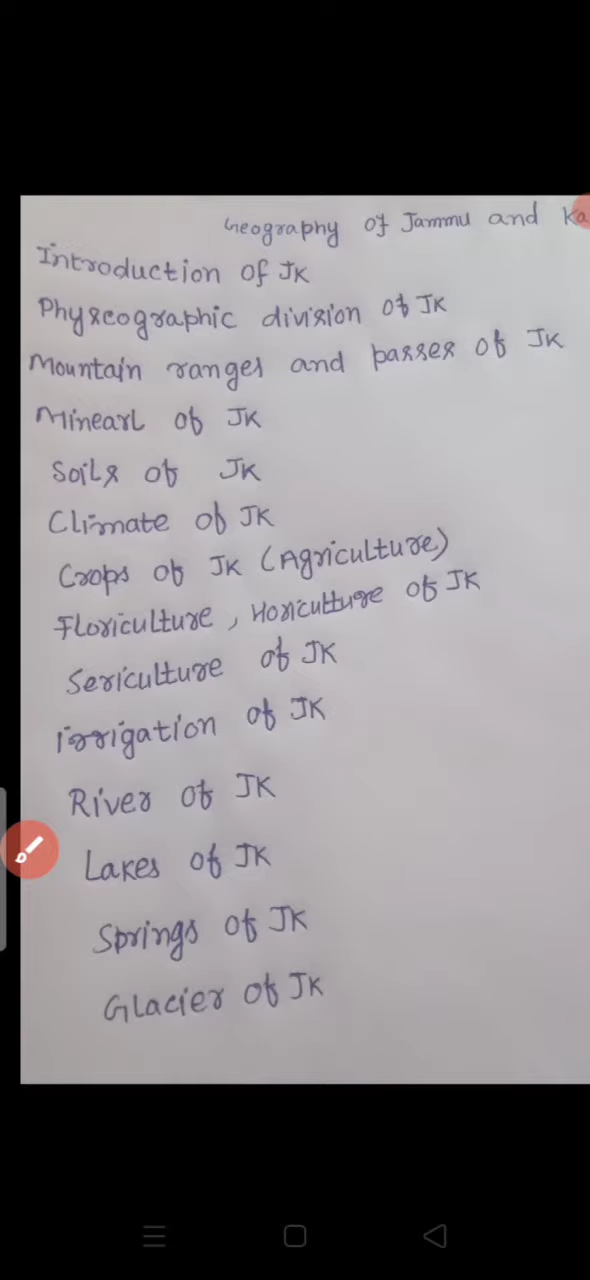 Geography of Jammu and Ka
Introduction of JK
Physeographic division of JK
Mountain ranges and passes of JK
Minearl of JK
Soils of JK
Climate of JK
Crops of JK (Agriculture)
Floriculture, Horiculture of JK
Sericulture of JK
Irrigation of JK
River of JK
Lakes of JK
Springs of JK
Glacier of JK